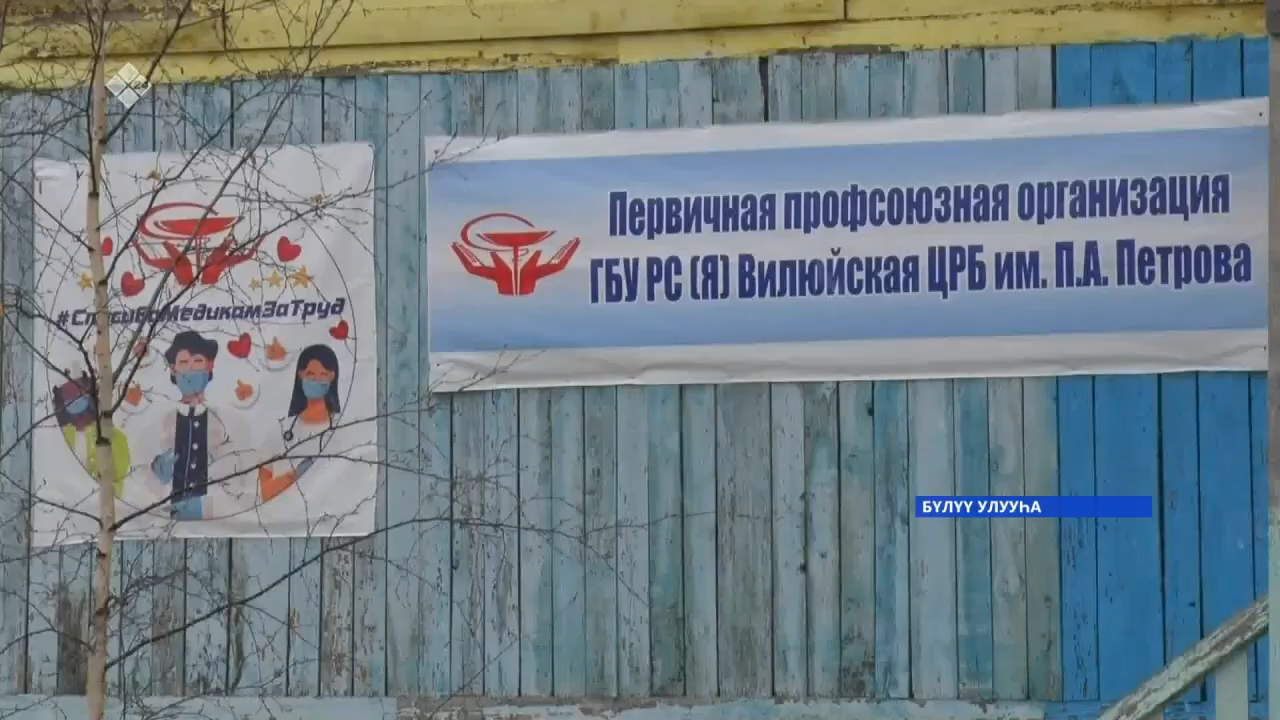 Первичная профсоюзная организация
ГБУ РС (Я) Вилюйская ЦРБ им. П.А. Петрова
#СпасибоМедикамЗаТруд
БҮЛҮҮ УЛУУҺА